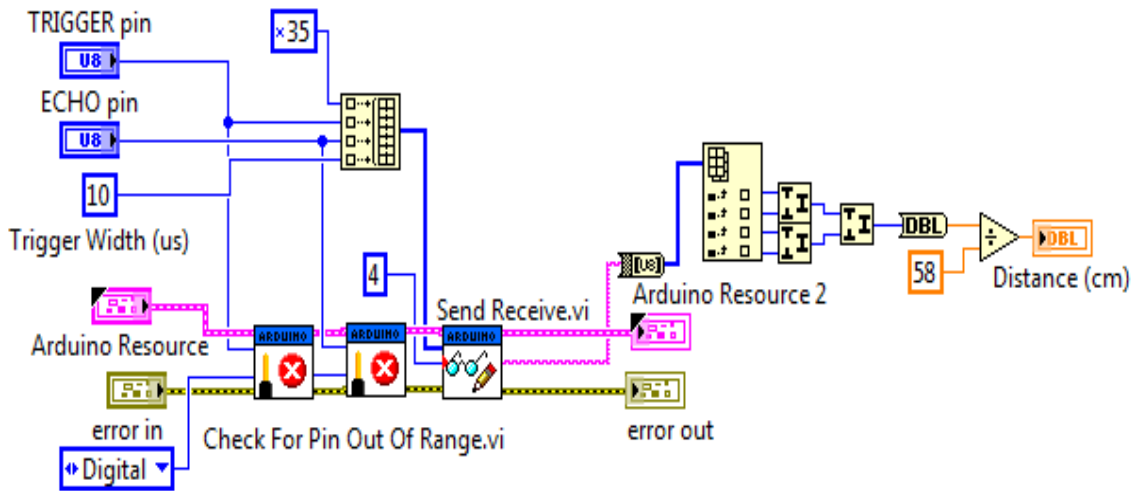 TRIGGER pin
×35
U8
ECHO pin
U8
10
Trigger Width (us)
4
[U8]
DBL
÷
DBL
58
Distance (cm)
Arduino Resource 2
Send Receive.vi
Arduino Resource
ARDUINO
ARDUINO
ARDUINO
error in
Check For Pin Out Of Range.vi
error out
Digital